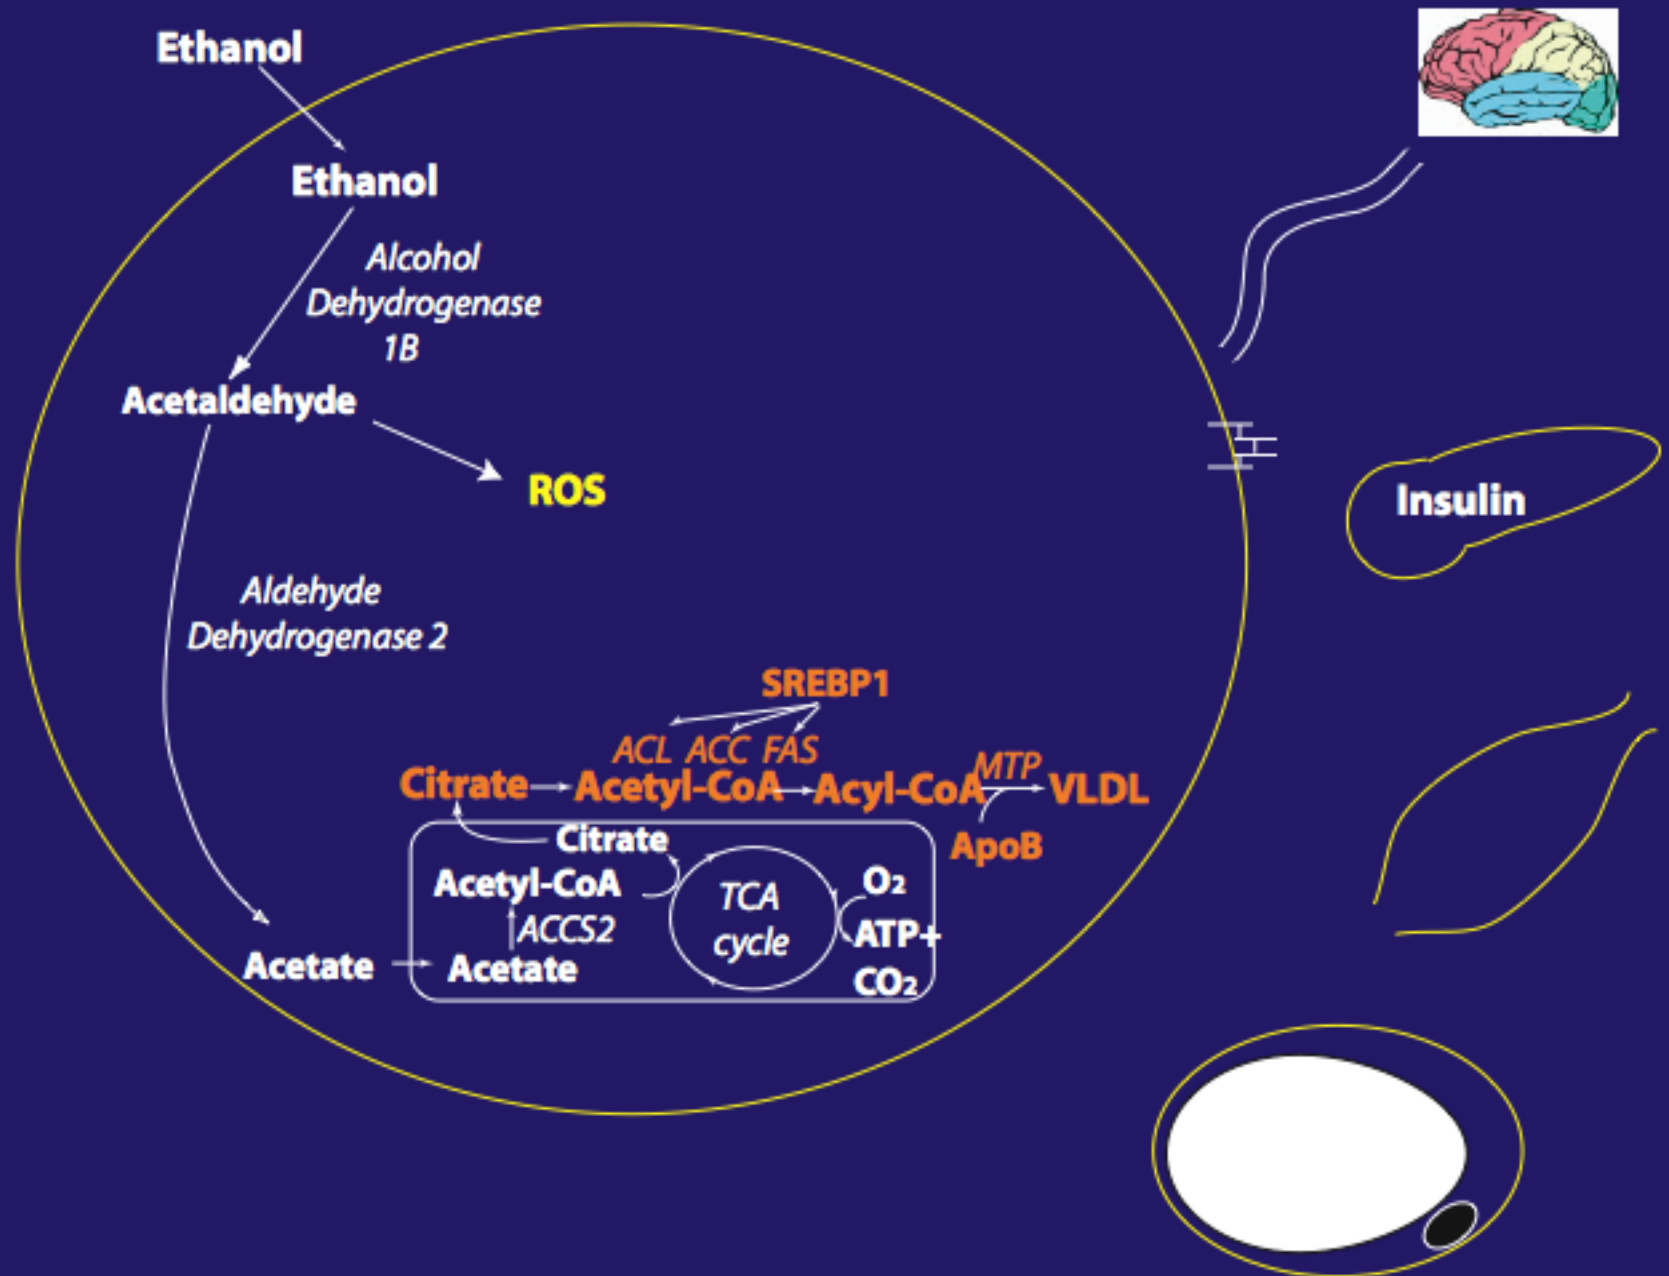 Ethanol
Ethanol
Alcohol
Dehydrogenase
1B
Acetaldehyde
ROS
Insulin
Aldehyde
Dehydrogenase 2
SREBP1
ACL ACC FAS
MTP
Citrate Acetyl-CoA Acyl-CoA VLDL
Citrate
ApoB
Acetyl-CoA
TCA
cycle
O2
ACCS2
ATP+
Acetate
Acetate
CO2